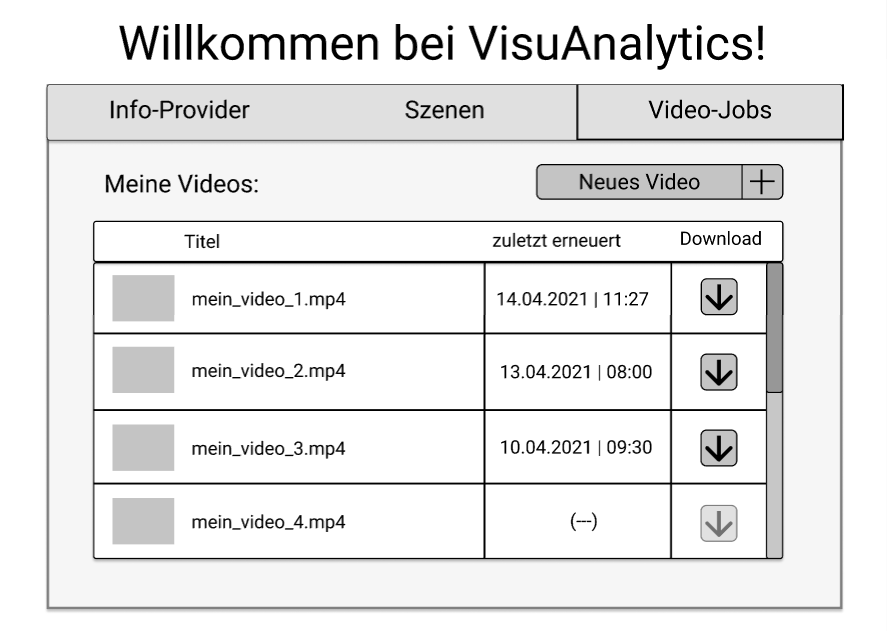 Willkommen bei VisuAnalytics!
Info-Provider Szenen Video-Jobs
Meine Videos: Neues Video
Titel zuletzt erneuert Download
mein_video_1.mp4 14.04.2021 | 11:27
mein_video_2.mp4 13.04.2021 | 08:00
mein_video_3.mp4 10.04.2021 | 09:30
mein_video_4.mp4 (---)